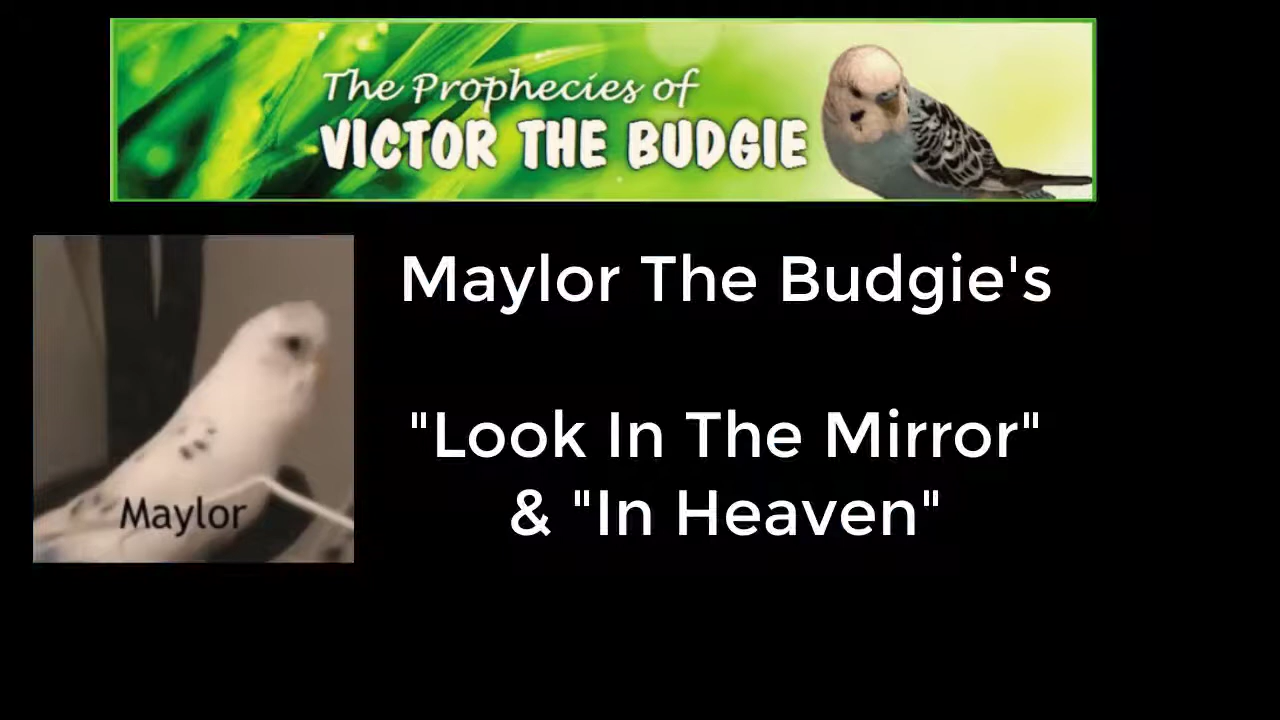 The Prophecies of
VICTOR THE BUDGIE
Maylor The Budgie's
"Look In The Mirror"
& "In Heaven"
Maylor